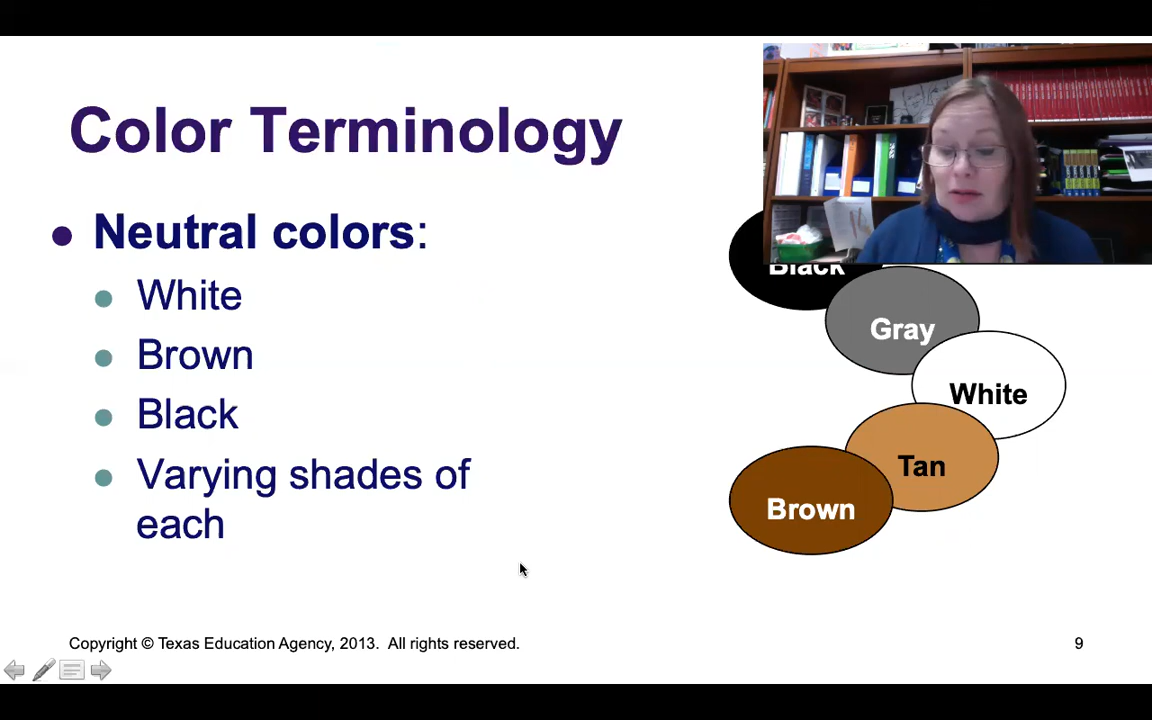 Color Terminology
Neutral colors:
White
Brown
Black
Varying shades of
each
Black
Gray
White
Tan
Brown
Copyright © Texas Education Agency, 2013.  All rights reserved.
9